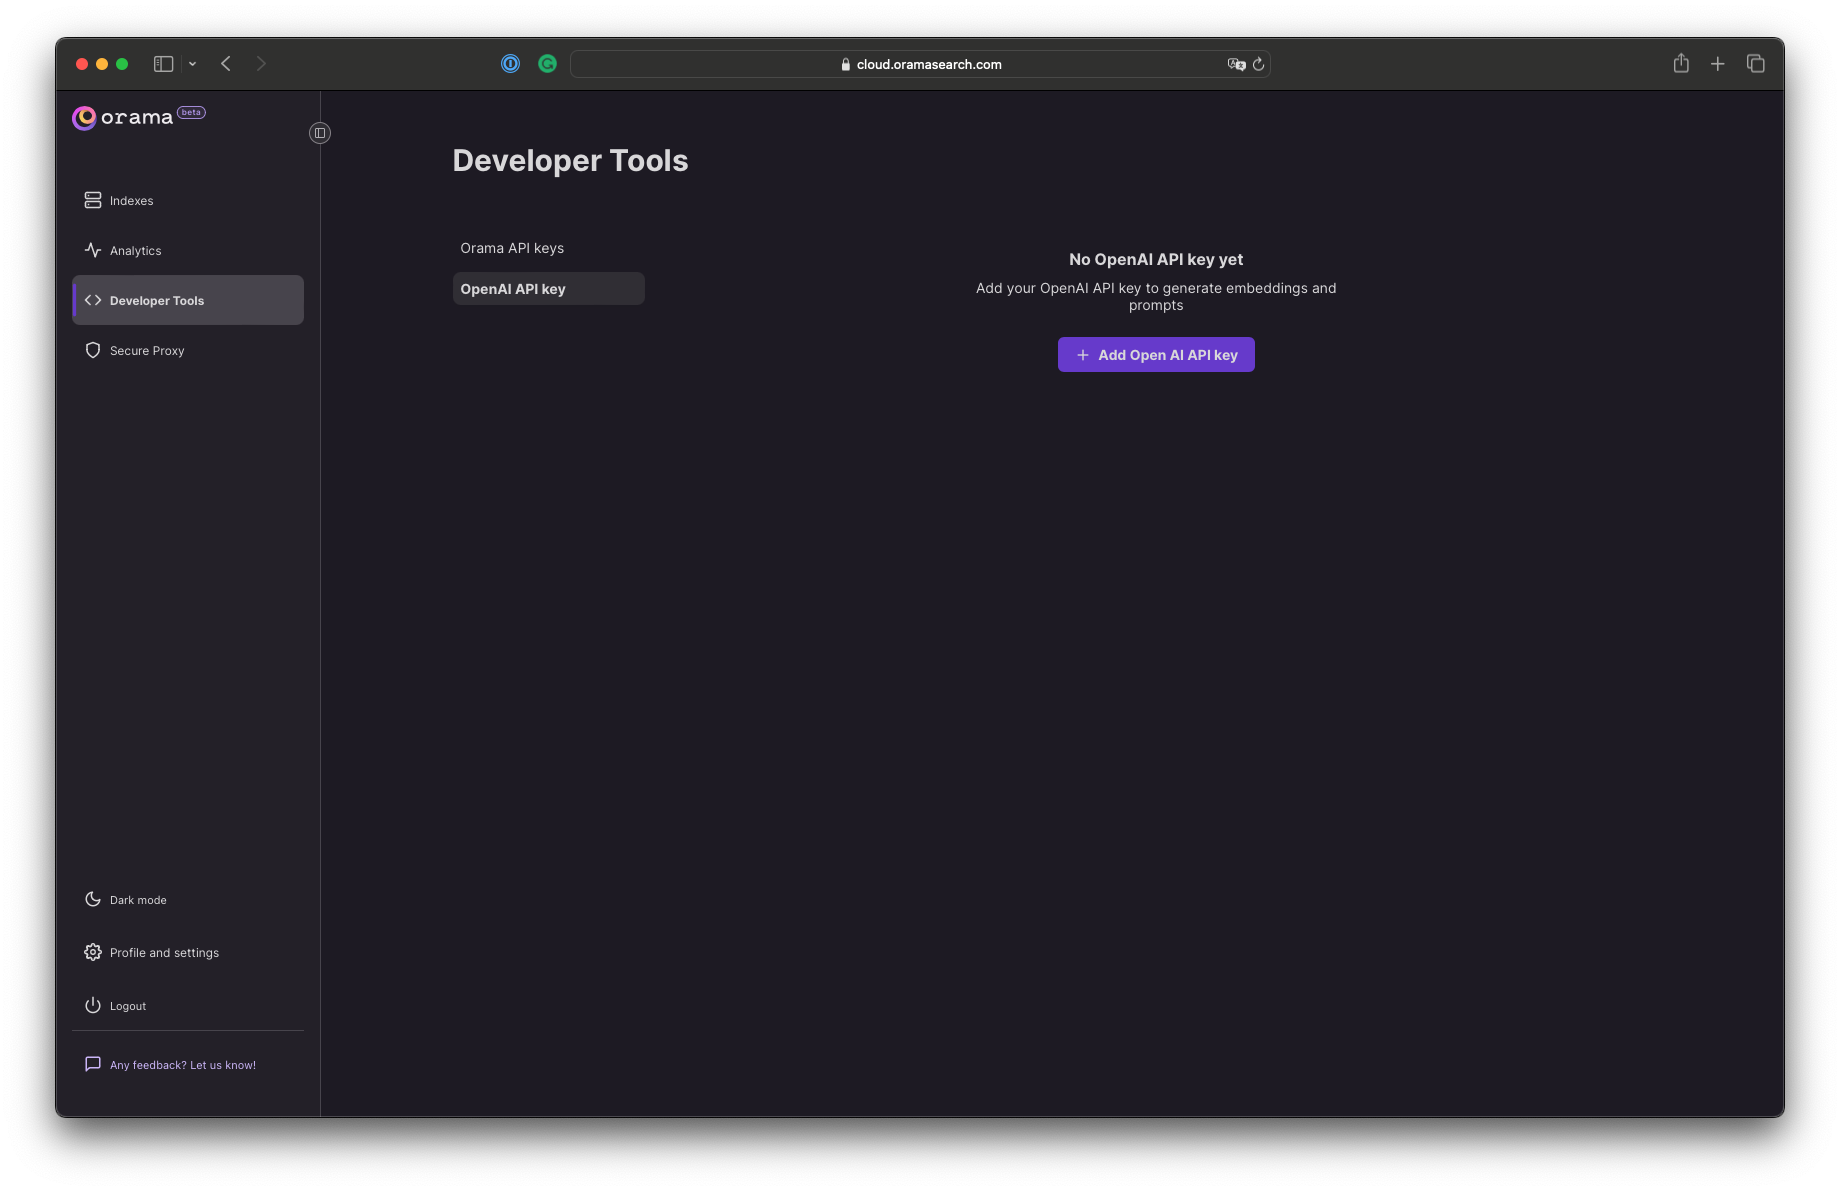 cloud.oramasearch.com
orama beta
Indexes
Analytics
Developer Tools
Secure Proxy
Dark mode
Profile and settings
Logout
Any feedback? Let us know!
Developer Tools
Orama API keys
OpenAI API key
No OpenAI API key yet
Add your OpenAI API key to generate embeddings and
prompts
+ Add Open AI API key